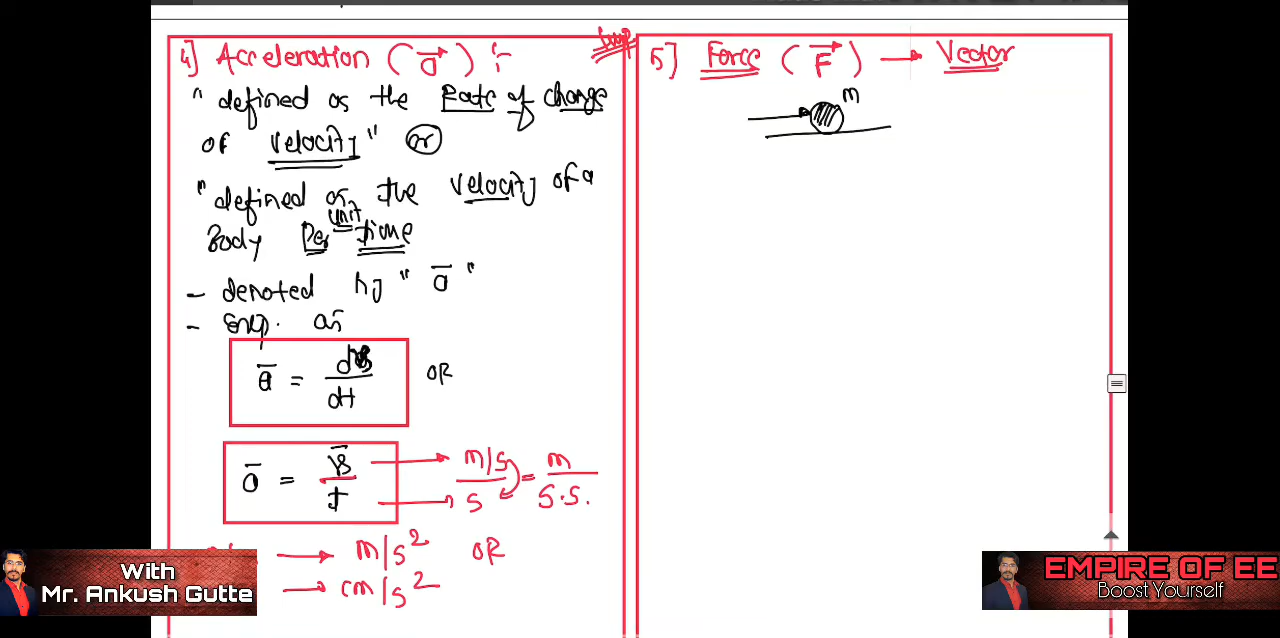 4] Acceleration ( a⃗ ) :-
"defined as the Rate of change
of velocity" or
"defined as the velocity of a
unit
Body Per time
- denoted by " a̅ "
- Exp. as
a̅ = dv̅/dt OR
a̅ = v̅/t → m/s / s = m / s.s.
→ m/s² OR
→ cm/s²
Imp
5] Force ( F⃗ ) → Vector
m
With
Mr. Ankush Gutte
EMPIRE OF EE
Boost Yourself